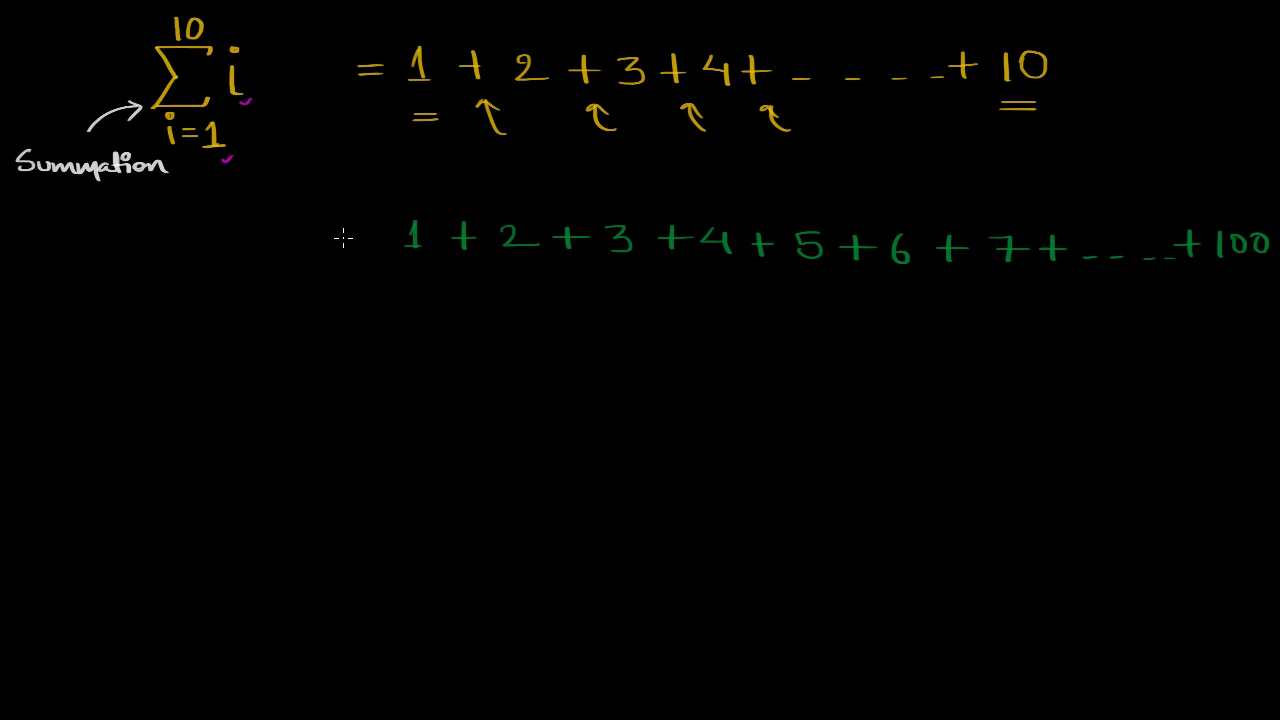 10
∑ i = 1 + 2 + 3 + 4 + - - - - + 10
i = 1
Summation
1 + 2 + 3 + 4 + 5 + 6 + 7 + - - - - + 100